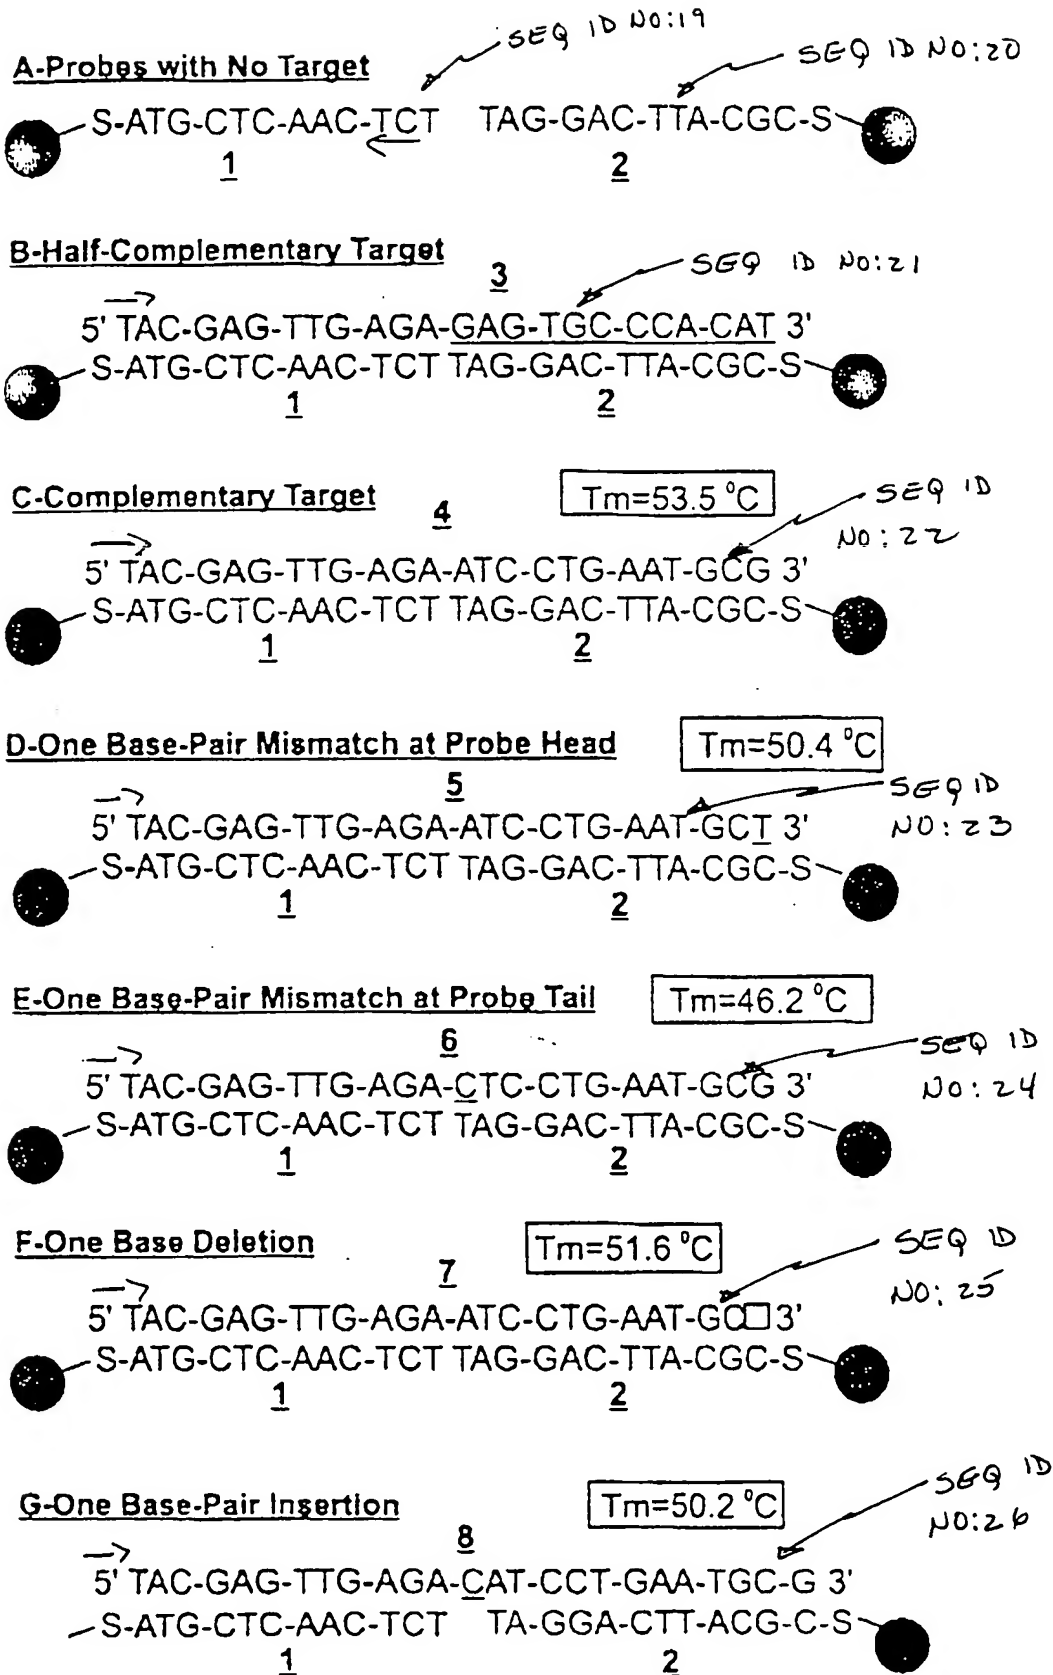 SEQ ID NO:19
SEQ ID NO:20
A-Probes with No Target
S-ATG-CTC-AAC-TCT TAG-GAC-TTA-CGC-S
1 2
B-Half-Complementary Target
3
SEQ ID NO:21
5' TAC-GAG-TTG-AGA-GAG-TGC-CCA-CAT 3'
S-ATG-CTC-AAC-TCT TAG-GAC-TTA-CGC-S
1 2
C-Complementary Target
4
Tm=53.5 °C
SEQ ID
NO:22
5' TAC-GAG-TTG-AGA-ATC-CTG-AAT-GCG 3'
S-ATG-CTC-AAC-TCT TAG-GAC-TTA-CGC-S
1 2
D-One Base-Pair Mismatch at Probe Head
Tm=50.4 °C
5
SEQ ID
NO:23
5' TAC-GAG-TTG-AGA-ATC-CTG-AAT-GCT 3'
S-ATG-CTC-AAC-TCT TAG-GAC-TTA-CGC-S
1 2
E-One Base-Pair Mismatch at Probe Tail
Tm=46.2 °C
6
SEQ ID
NO:24
5' TAC-GAG-TTG-AGA-CTC-CTG-AAT-GCG 3'
S-ATG-CTC-AAC-TCT TAG-GAC-TTA-CGC-S
1 2
F-One Base Deletion
Tm=51.6 °C
7
SEQ ID
NO:25
5' TAC-GAG-TTG-AGA-ATC-CTG-AAT-GC□ 3'
S-ATG-CTC-AAC-TCT TAG-GAC-TTA-CGC-S
1 2
G-One Base-Pair Insertion
Tm=50.2 °C
8
SEQ ID
NO:26
5' TAC-GAG-TTG-AGA-CAT-CCT-GAA-TGC-G 3'
S-ATG-CTC-AAC-TCT TA-GGA-CTT-ACG-C-S
1 2